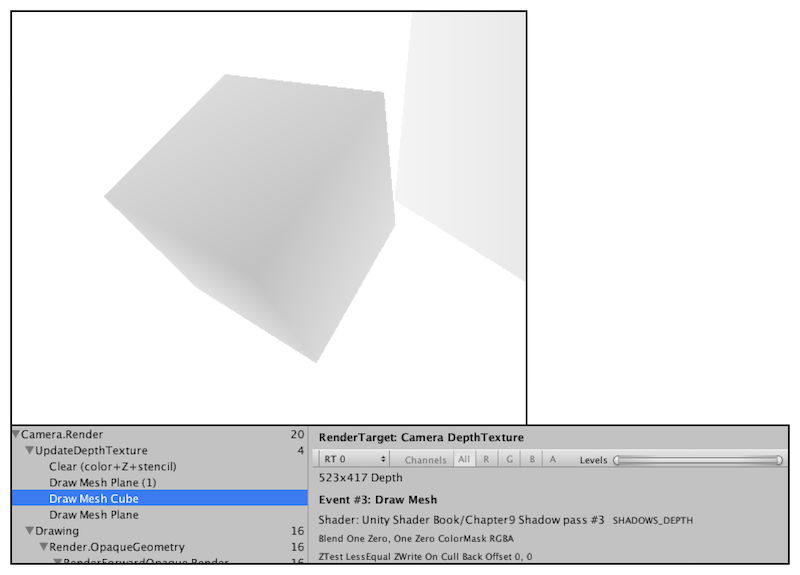 Camera.Render 20
UpdateDepthTexture 4
Clear (color+Z+stencil)
Draw Mesh Plane (1)
Draw Mesh Cube
Draw Mesh Plane
Drawing 16
Render.OpaqueGeometry 16
RenderForwardOpaque.Render 16
RenderTarget: Camera DepthTexture
RT 0 Channels All R G B A Levels
523x417 Depth
Event #3: Draw Mesh
Shader: Unity Shader Book/Chapter9 Shadow pass #3 SHADOWS_DEPTH
Blend One Zero, One Zero ColorMask RGBA
ZTest LessEqual ZWrite On Cull Back Offset 0, 0